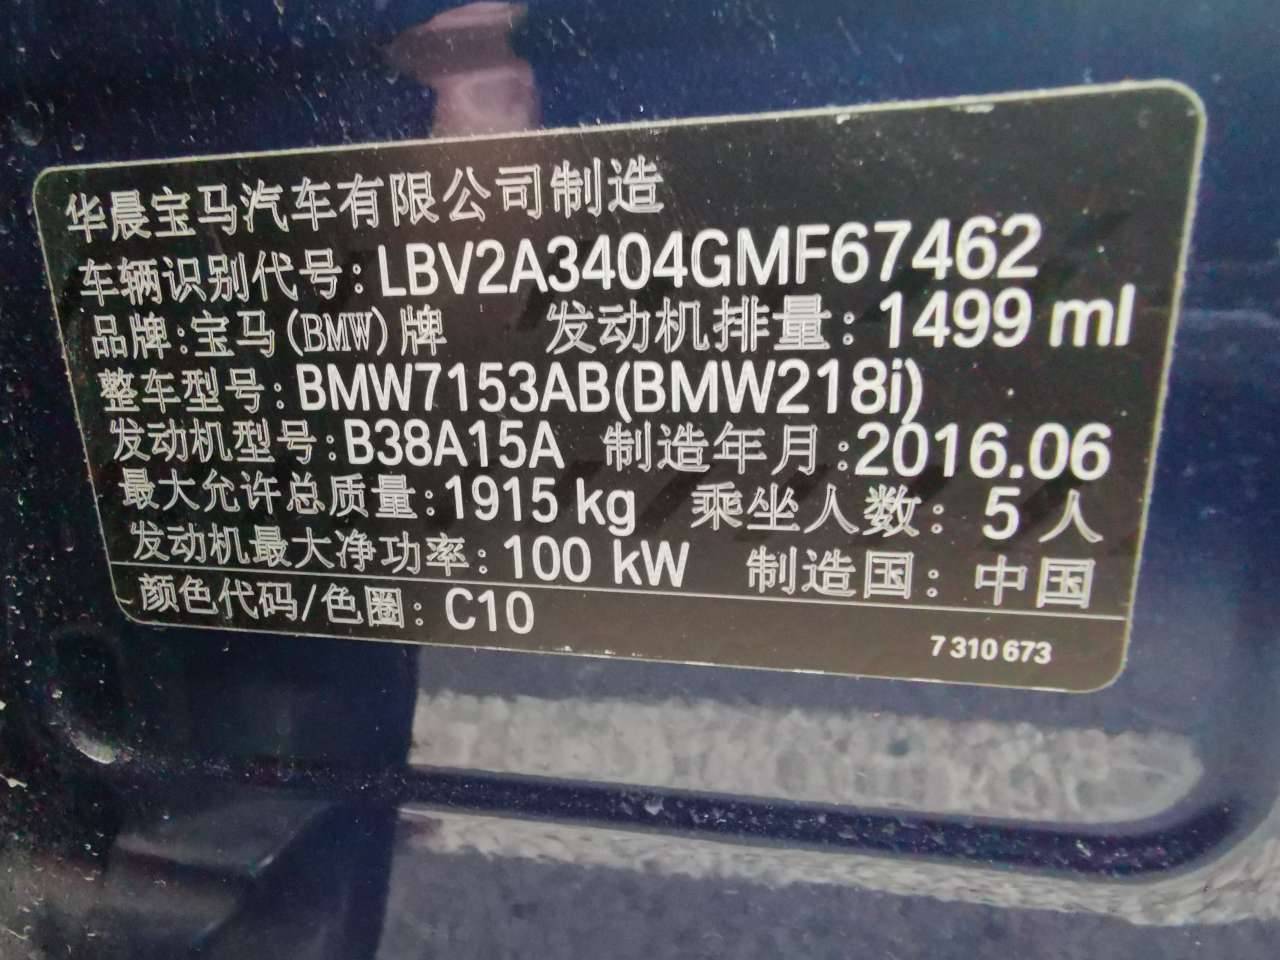 华晨宝马汽车有限公司制造
车辆识别代号:LBV2A3404GMF67462
品牌:宝马(BMW)牌 发动机排量:1499 ml
整车型号:BMW7153AB(BMW218i)
发动机型号:B38A15A 制造年月:2016.06
最大允许总质量:1915 kg 乘坐人数:5人
发动机最大净功率:100 kW 制造国:中国
颜色代码/色圈:C10
7 310 673